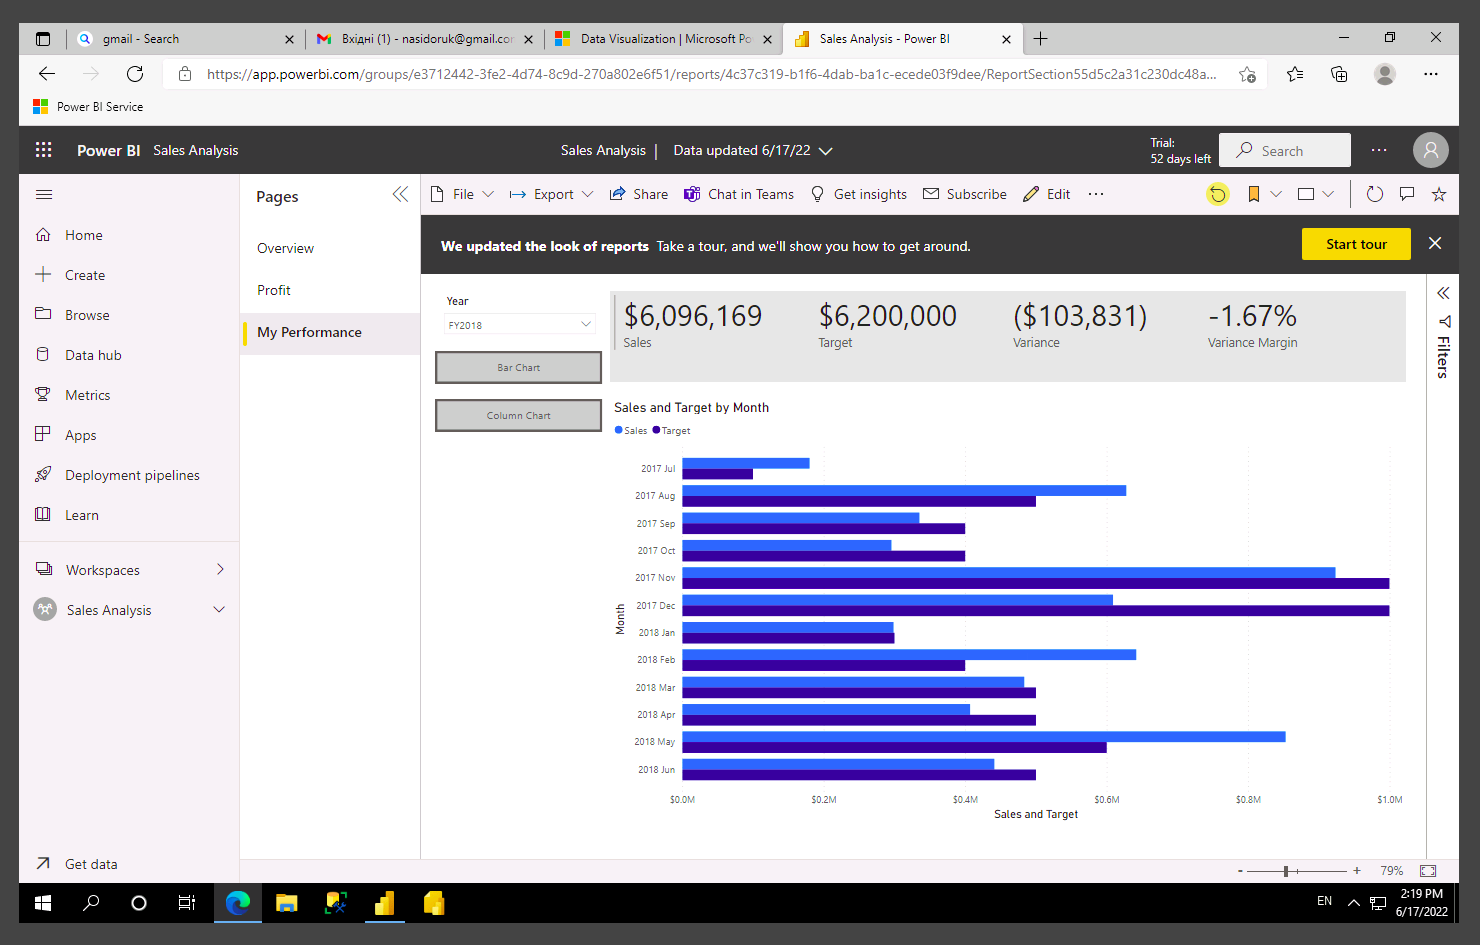 gmail - Search
Вхідні (1) - nasidoruk@gmail.com
Data Visualization | Microsoft Po
Sales Analysis - Power BI
https://app.powerbi.com/groups/e3712442-3fe2-4d74-8c9d-270a802e6f51/reports/4c37c319-b1f6-4dab-ba1c-ecede03f9dee/ReportSection55d5c2a31c230dc48a...
Power BI Service
Power BI Sales Analysis
Sales Analysis | Data updated 6/17/22
Trial:
52 days left
Search
Home
Create
Browse
Data hub
Metrics
Apps
Deployment pipelines
Learn
Workspaces
Sales Analysis
Get data
Pages
Overview
Profit
My Performance
File Export Share Chat in Teams Get insights Subscribe Edit
We updated the look of reports Take a tour, and we'll show you how to get around.
Start tour
Year
FY2018
Bar Chart
Column Chart
$6,096,169 $6,200,000 ($103,831) -1.67%
Sales Target Variance Variance Margin
Filters
Sales and Target by Month
Sales Target
Month
2017 Jul
2017 Aug
2017 Sep
2017 Oct
2017 Nov
2017 Dec
2018 Jan
2018 Feb
2018 Mar
2018 Apr
2018 May
2018 Jun
$0.0M $0.2M $0.4M $0.6M $0.8M $1.0M
Sales and Target
- + 79%
EN
2:19 PM
6/17/2022